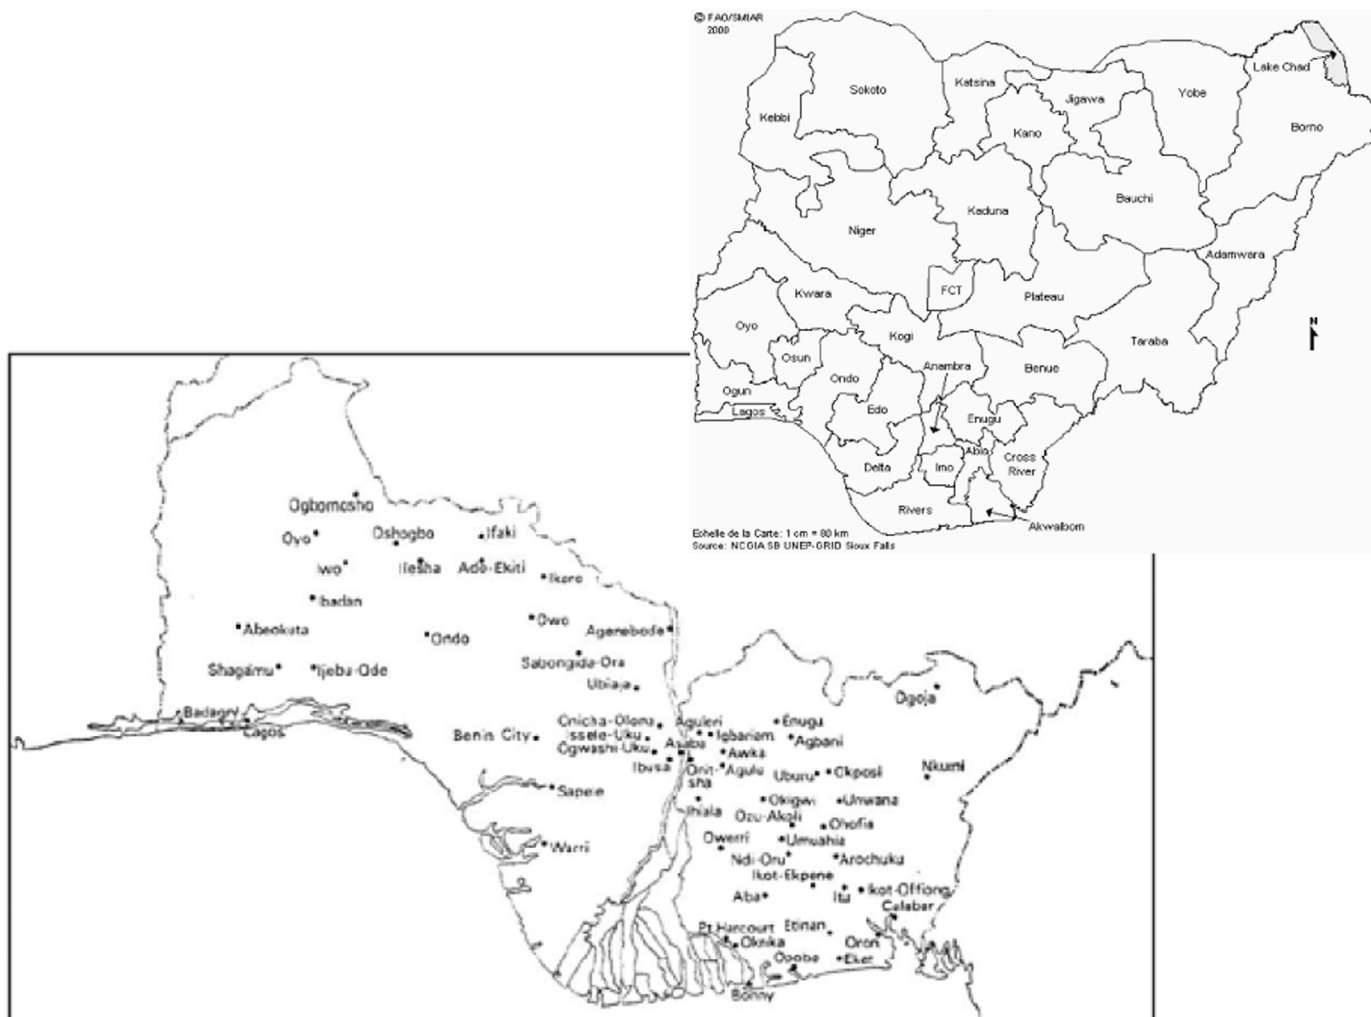 © FAO/SMIAR
2000
Lake Chad
Sokoto
Katsina
Jigawa
Yobe
Kebbi
Kano
Borno
Kaduna
Bauchi
Niger
Adamwara
FCT
Plateau
Kwara
N
Oyo
Kogi
Taraba
Osun
Anambra
Benue
Ondo
Ogun
Edo
Lagos
Enugu
Delta
Imo
Abia
Cross
River
Rivers
Akwaibom
Echelle de la Carte: 1 cm = 80 km
Source: NCGIA SB UNEP-GRID Sioux Falls
Ogbomosho
Oyo
Oshogbo
Ifaki
Iwo
Ilesha
Ado-Ekiti
Ikare
Ibadan
Owo
Abeokuta
Ondo
Agenebode
Shagamu
Ijebu-Ode
Sabongida-Ora
Ubiaja
Ogoja
Badagry
Lagos
Benin City
Onicha-Olona
Issele-Uku
Ogwashi-Uku
Ibusa
Asaba
Aguleri
Igbariam
Enugu
Agbani
Awka
Onit-
sha
Agulu
Uburu
Okposi
Sapele
Ihiala
Okigwi
Unwana
Ozu-Akoli
Ohofia
Warri
Owerri
Umuahia
Ndi-Oru
Arochuku
Ikot-Ekpene
Aba
Itu
Ikot-Offiong
Calabar
Pt Harcourt
Etinan
Okrika
Oron
Opobo
Eket
Bonny